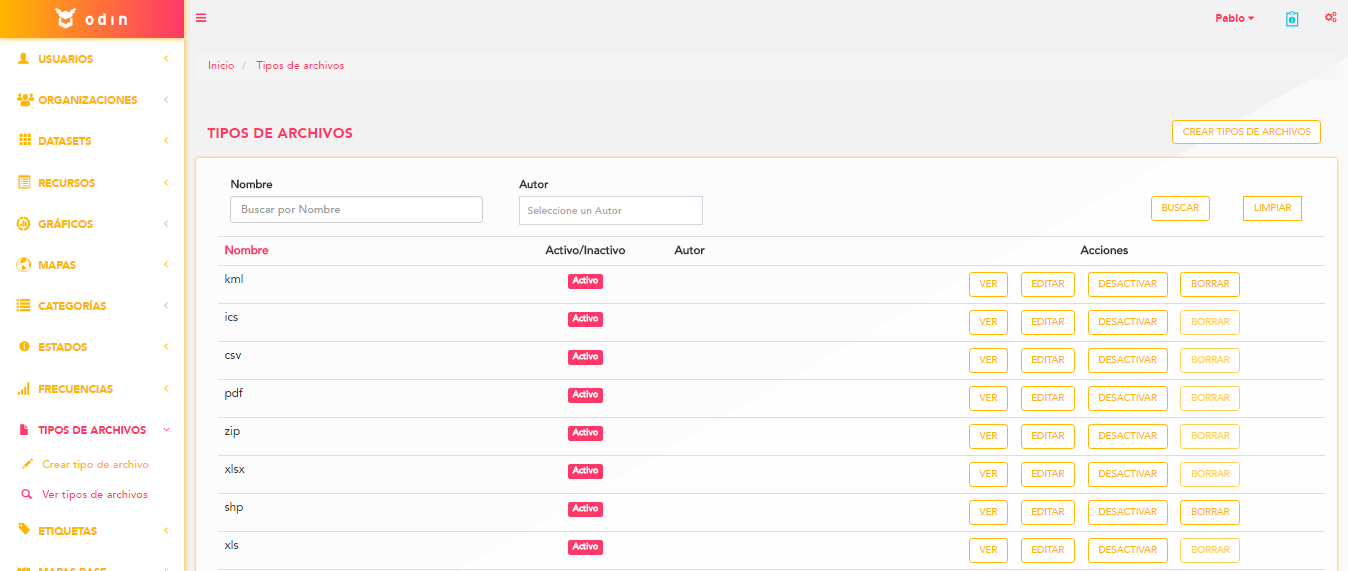 odin
Pablo
USUARIOS
ORGANIZACIONES
DATASETS
RECURSOS
GRÁFICOS
MAPAS
CATEGORÍAS
ESTADOS
FRECUENCIAS
TIPOS DE ARCHIVOS
Crear tipo de archivo
Ver tipos de archivos
ETIQUETAS
MAPAS BASE
Inicio / Tipos de archivos
TIPOS DE ARCHIVOS CREAR TIPOS DE ARCHIVOS
Nombre Autor
Buscar por Nombre Seleccione un Autor BUSCAR LIMPIAR
Nombre Activo/Inactivo Autor Acciones
kml Activo VER EDITAR DESACTIVAR BORRAR
ics Activo VER EDITAR DESACTIVAR BORRAR
csv Activo VER EDITAR DESACTIVAR BORRAR
pdf Activo VER EDITAR DESACTIVAR BORRAR
zip Activo VER EDITAR DESACTIVAR BORRAR
xlsx Activo VER EDITAR DESACTIVAR BORRAR
shp Activo VER EDITAR DESACTIVAR BORRAR
xls Activo VER EDITAR DESACTIVAR BORRAR